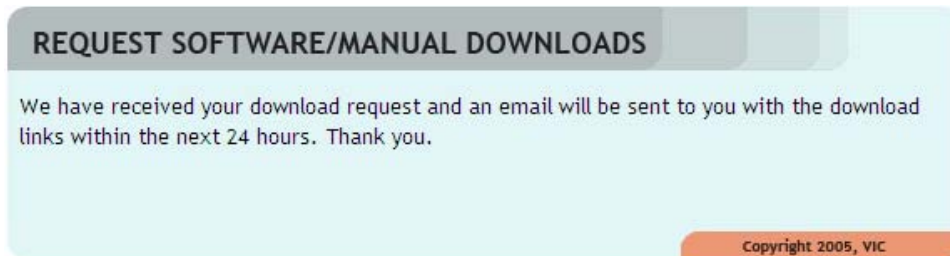 REQUEST SOFTWARE/MANUAL DOWNLOADS
We have received your download request and an email will be sent to you with the download
links within the next 24 hours. Thank you.
Copyright 2005, VIC